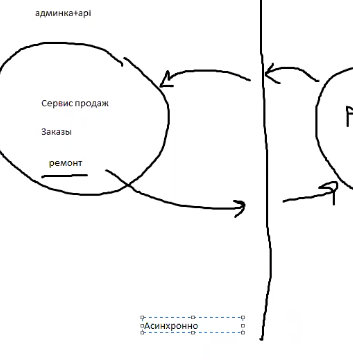 админка+api
Сервис продаж
Заказы
ремонт
Асинхронно